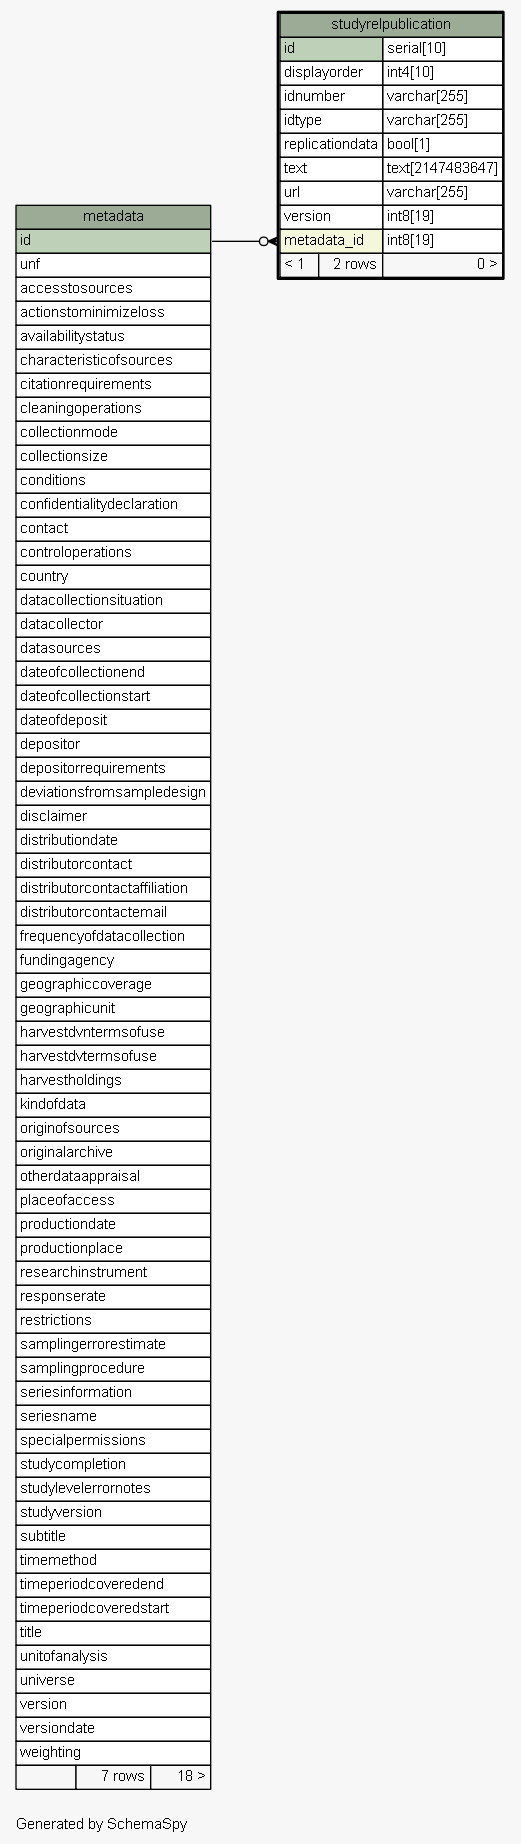 studyrelpublication
id serial[10]
displayorder int4[10]
idnumber varchar[255]
idtype varchar[255]
replicationdata bool[1]
text text[2147483647]
url varchar[255]
version int8[19]
metadata_id int8[19]
< 1 2 rows 0 >
metadata
id
unf
accesstosources
actionstominimizeloss
availabilitystatus
characteristicofsources
citationrequirements
cleaningoperations
collectionmode
collectionsize
conditions
confidentialitydeclaration
contact
controloperations
country
datacollectionsituation
datacollector
datasources
dateofcollectionend
dateofcollectionstart
dateofdeposit
depositor
depositorrequirements
deviationsfromsampledesign
disclaimer
distributiondate
distributorcontact
distributorcontactaffiliation
distributorcontactemail
frequencyofdatacollection
fundingagency
geographiccoverage
geographicunit
harvestdvntermsofuse
harvestdvtermsofuse
harvestholdings
kindofdata
originofsources
originalarchive
otherdataappraisal
placeofaccess
productiondate
productionplace
researchinstrument
responserate
restrictions
samplingerrorestimate
samplingprocedure
seriesinformation
seriesname
specialpermissions
studycompletion
studylevelerrornotes
studyversion
subtitle
timemethod
timeperiodcoveredend
timeperiodcoveredstart
title
unitofanalysis
universe
version
versiondate
weighting
7 rows 18 >
Generated by SchemaSpy